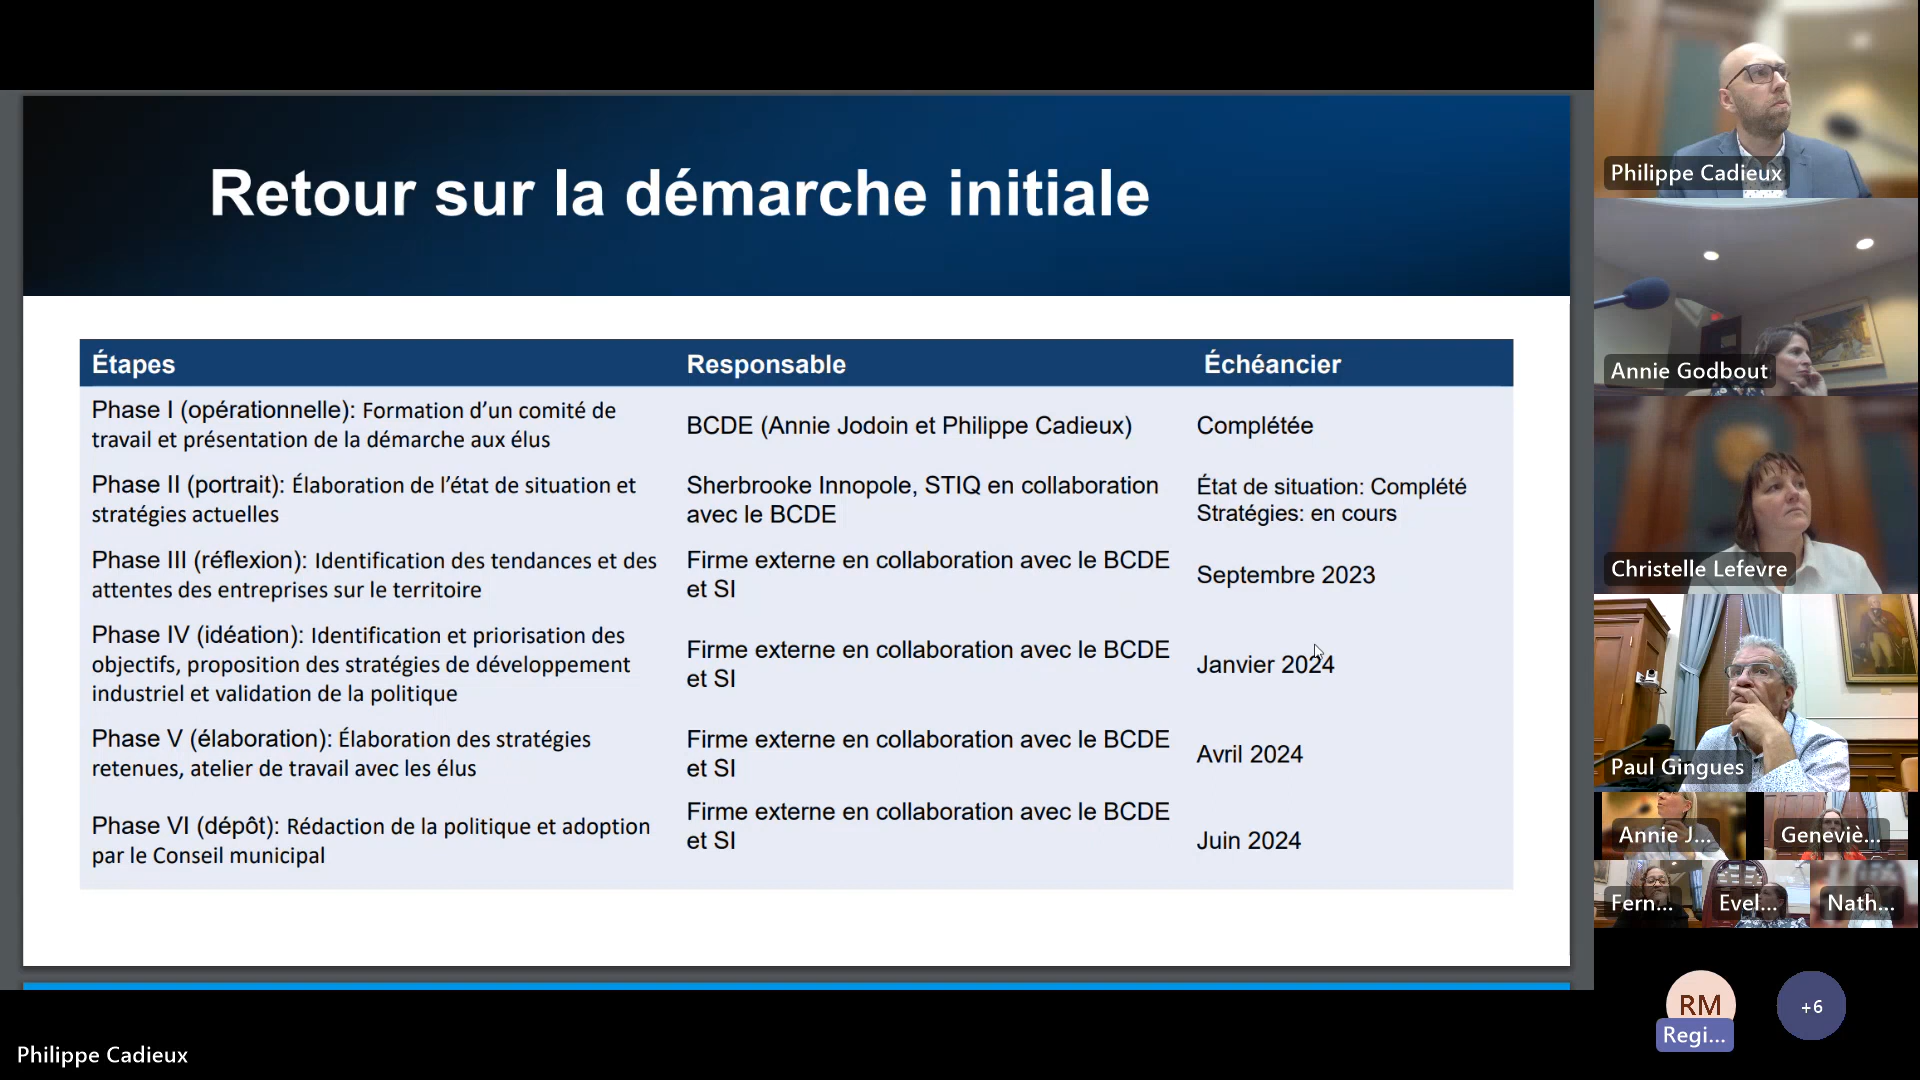 Retour sur la démarche initiale
Étapes
Responsable
Échéancier
Phase I (opérationnelle): Formation d’un comité de
travail et présentation de la démarche aux élus
BCDE (Annie Jodoin et Philippe Cadieux)
Complétée
Phase II (portrait): Élaboration de l’état de situation et
stratégies actuelles
Sherbrooke Innopole, STIQ en collaboration
avec le BCDE
État de situation: Complété
Stratégies: en cours
Phase III (réflexion): Identification des tendances et des
attentes des entreprises sur le territoire
Firme externe en collaboration avec le BCDE
et SI
Septembre 2023
Phase IV (idéation): Identification et priorisation des
objectifs, proposition des stratégies de développement
industriel et validation de la politique
Firme externe en collaboration avec le BCDE
et SI
Janvier 2024
Phase V (élaboration): Élaboration des stratégies
retenues, atelier de travail avec les élus
Firme externe en collaboration avec le BCDE
et SI
Avril 2024
Phase VI (dépôt): Rédaction de la politique et adoption
par le Conseil municipal
Firme externe en collaboration avec le BCDE
et SI
Juin 2024
Philippe Cadieux
Annie Godbout
Christelle Lefevre
Paul Gingues
Annie J...
Geneviè...
Fern...
Evel...
Nath...
RM
Regi...
+6
Philippe Cadieux